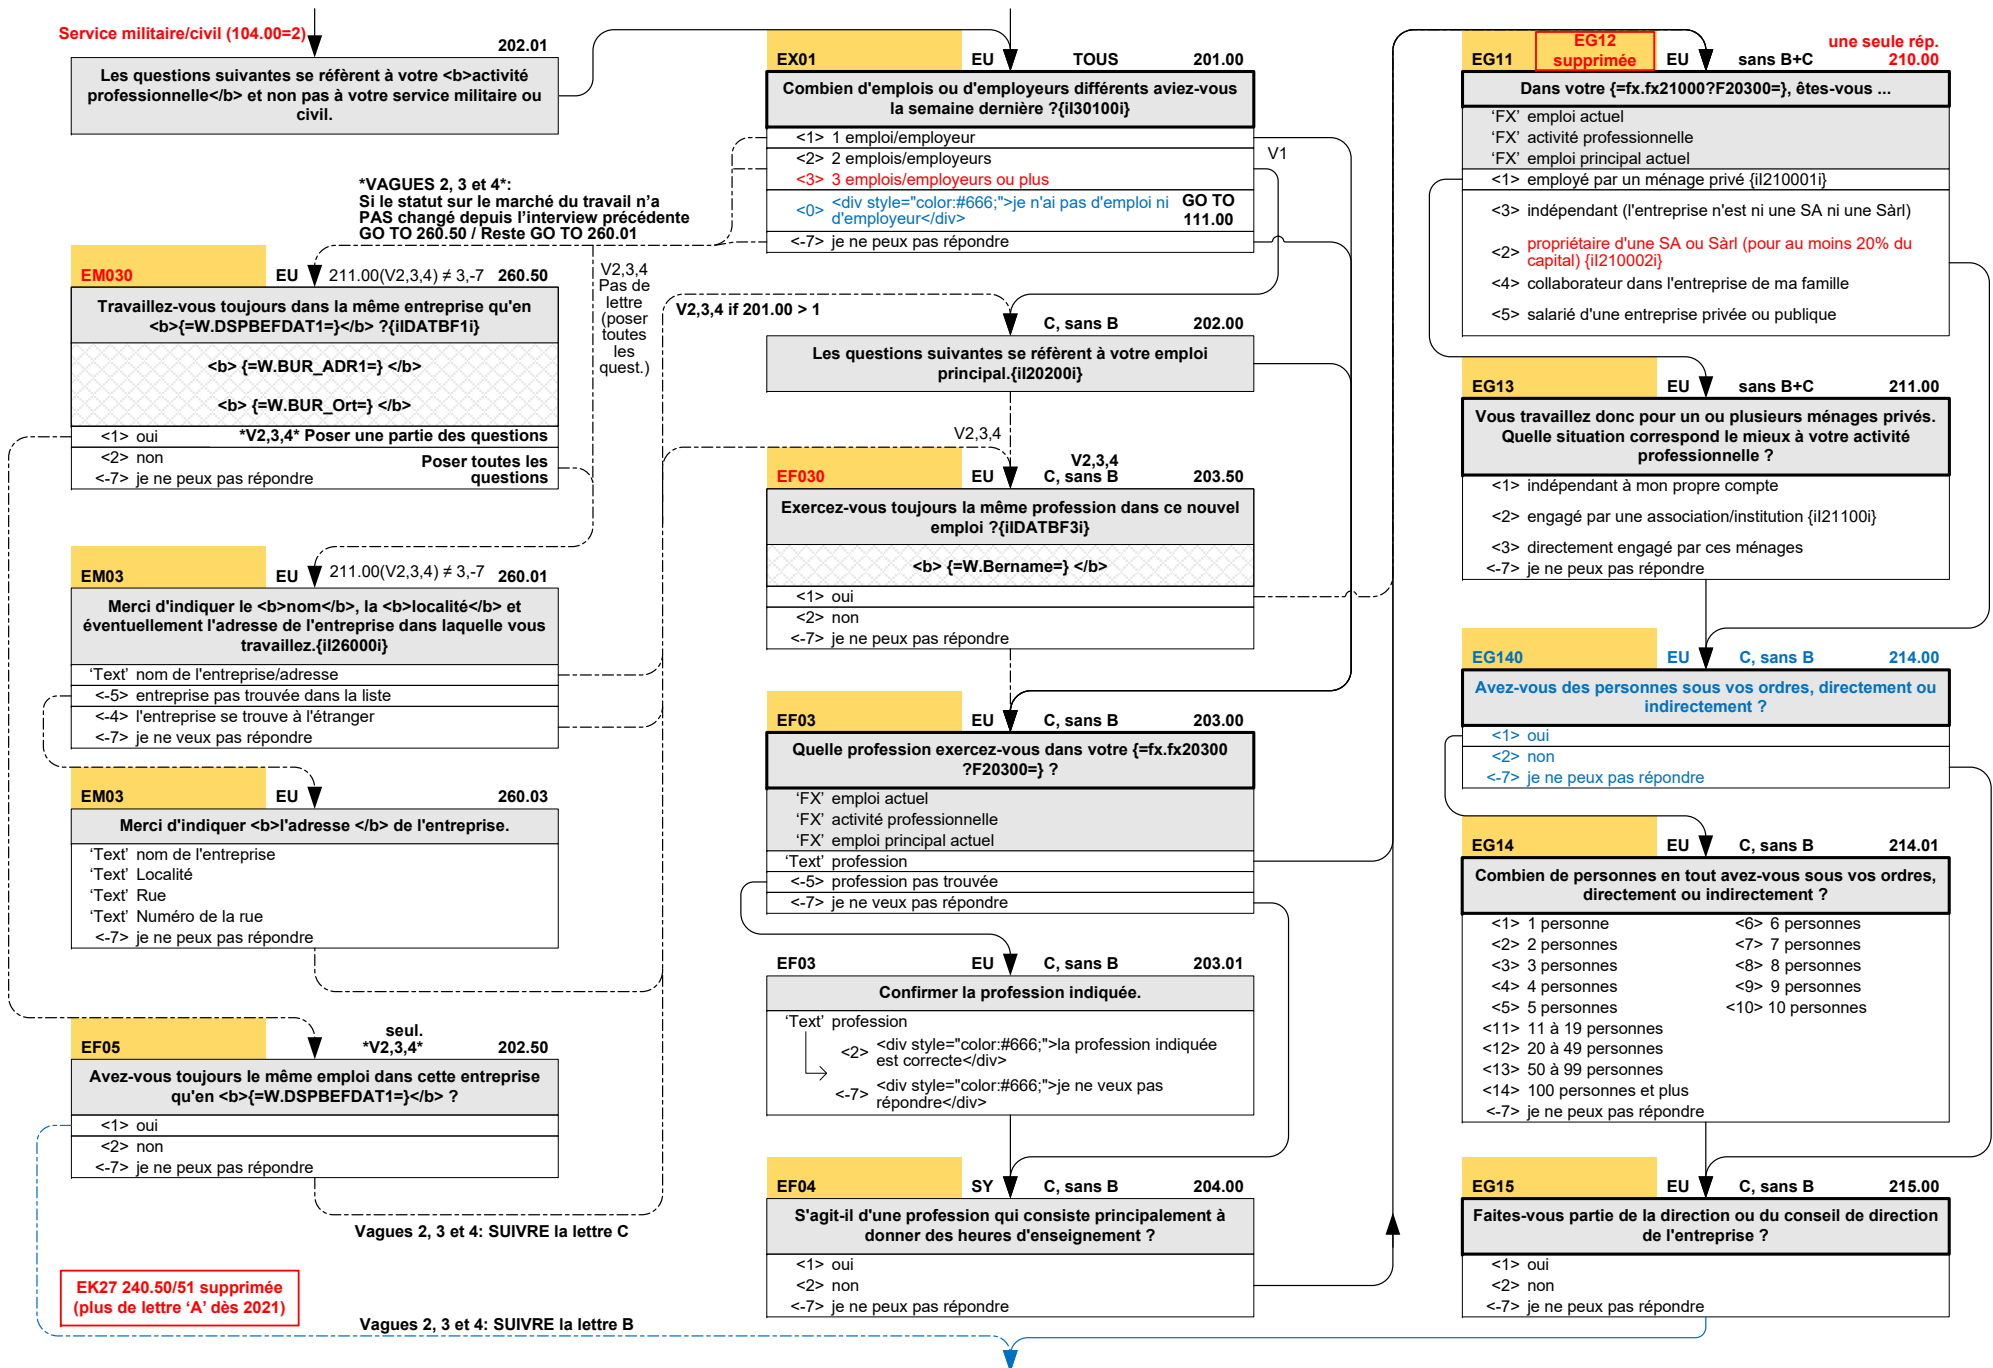 Service militaire/civil (104.00=2)
202.01
Les questions suivantes se réfèrent à votre <b>activité
professionnelle</b> et non pas à votre service militaire ou
civil.
*VAGUES 2, 3 et 4*:
Si le statut sur le marché du travail n’a
PAS changé depuis l’interview précédente
GO TO 260.50 / Reste GO TO 260.01
EM030 EU 211.00(V2,3,4) ≠ 3,-7 260.50
Travaillez-vous toujours dans la même entreprise qu'en
<b>{=W.DSPBEFDAT1=}</b> ?{iIDATBF1i}
<b> {=W.BUR_ADR1=} </b>
<b> {=W.BUR_Ort=} </b>
<1> oui *V2,3,4* Poser une partie des questions
<2> non
<-7> je ne peux pas répondre
Poser toutes les
questions
V2,3,4
Pas de
lettre
(poser
toutes
les
quest.)
EM03 EU 211.00(V2,3,4) ≠ 3,-7 260.01
Merci d'indiquer le <b>nom</b>, la <b>localité</b> et
éventuellement l'adresse de l'entreprise dans laquelle vous
travaillez.{iI26000i}
‘Text’ nom de l'entreprise/adresse
<-5> entreprise pas trouvée dans la liste
<-4> l'entreprise se trouve à l'étranger
<-7> je ne veux pas répondre
EM03 EU 260.03
Merci d'indiquer <b>l'adresse </b> de l'entreprise.
‘Text’ nom de l'entreprise
‘Text’ Localité
‘Text’ Rue
‘Text’ Numéro de la rue
<-7> je ne peux pas répondre
EF05 seul.
*V2,3,4* 202.50
Avez-vous toujours le même emploi dans cette entreprise
qu'en <b>{=W.DSPBEFDAT1=}</b> ?
<1> oui
<2> non
<-7> je ne peux pas répondre
Vagues 2, 3 et 4: SUIVRE la lettre C
EK27 240.50/51 supprimée
(plus de lettre ‘A’ dès 2021)
Vagues 2, 3 et 4: SUIVRE la lettre B
EX01 EU TOUS 201.00
Combien d'emplois ou d'employeurs différents aviez-vous
la semaine dernière ?{iI30100i}
<1> 1 emploi/employeur
<2> 2 emplois/employeurs
<3> 3 emplois/employeurs ou plus
<0> <div style="color:#666;">je n'ai pas d'emploi ni
d'employeur</div>
GO TO
111.00
<-7> je ne peux pas répondre
V1
V2,3,4 if 201.00 > 1
C, sans B 202.00
Les questions suivantes se réfèrent à votre emploi
principal.{iI20200i}
V2,3,4
V2,3,4
EF030 EU C, sans B 203.50
Exercez-vous toujours la même profession dans ce nouvel
emploi ?{iIDATBF3i}
<b> {=W.Bername=} </b>
<1> oui
<2> non
<-7> je ne peux pas répondre
EF03 EU C, sans B 203.00
Quelle profession exercez-vous dans votre {=fx.fx20300
?F20300=} ?
‘FX’ emploi actuel
‘FX’ activité professionnelle
‘FX’ emploi principal actuel
‘Text’ profession
<-5> profession pas trouvée
<-7> je ne veux pas répondre
EF03 EU C, sans B 203.01
Confirmer la profession indiquée.
‘Text’ profession
<2> <div style="color:#666;">la profession indiquée
est correcte</div>
<-7> <div style="color:#666;">je ne veux pas
répondre</div>
EF04 SY C, sans B 204.00
S'agit-il d'une profession qui consiste principalement à
donner des heures d'enseignement ?
<1> oui
<2> non
<-7> je ne peux pas répondre
EG12
supprimée
une seule rép.
EG11 EU sans B+C 210.00
Dans votre {=fx.fx21000?F20300=}, êtes-vous ...
‘FX’ emploi actuel
‘FX’ activité professionnelle
‘FX’ emploi principal actuel
<1> employé par un ménage privé {iI210001i}
<3> indépendant (l'entreprise n'est ni une SA ni une Sàrl)
<2> propriétaire d'une SA ou Sàrl (pour au moins 20% du
capital) {iI210002i}
<4> collaborateur dans l'entreprise de ma famille
<5> salarié d'une entreprise privée ou publique
EG13 EU sans B+C 211.00
Vous travaillez donc pour un ou plusieurs ménages privés.
Quelle situation correspond le mieux à votre activité
professionnelle ?
<1> indépendant à mon propre compte
<2> engagé par une association/institution {iI21100i}
<3> directement engagé par ces ménages
<-7> je ne peux pas répondre
EG140 EU C, sans B 214.00
Avez-vous des personnes sous vos ordres, directement ou
indirectement ?
<1> oui
<2> non
<-7> je ne peux pas répondre
EG14 EU C, sans B 214.01
Combien de personnes en tout avez-vous sous vos ordres,
directement ou indirectement ?
<1> 1 personne <6> 6 personnes
<2> 2 personnes <7> 7 personnes
<3> 3 personnes <8> 8 personnes
<4> 4 personnes <9> 9 personnes
<5> 5 personnes <10> 10 personnes
<11> 11 à 19 personnes
<12> 20 à 49 personnes
<13> 50 à 99 personnes
<14> 100 personnes et plus
<-7> je ne peux pas répondre
EG15 EU C, sans B 215.00
Faites-vous partie de la direction ou du conseil de direction
de l'entreprise ?
<1> oui
<2> non
<-7> je ne peux pas répondre